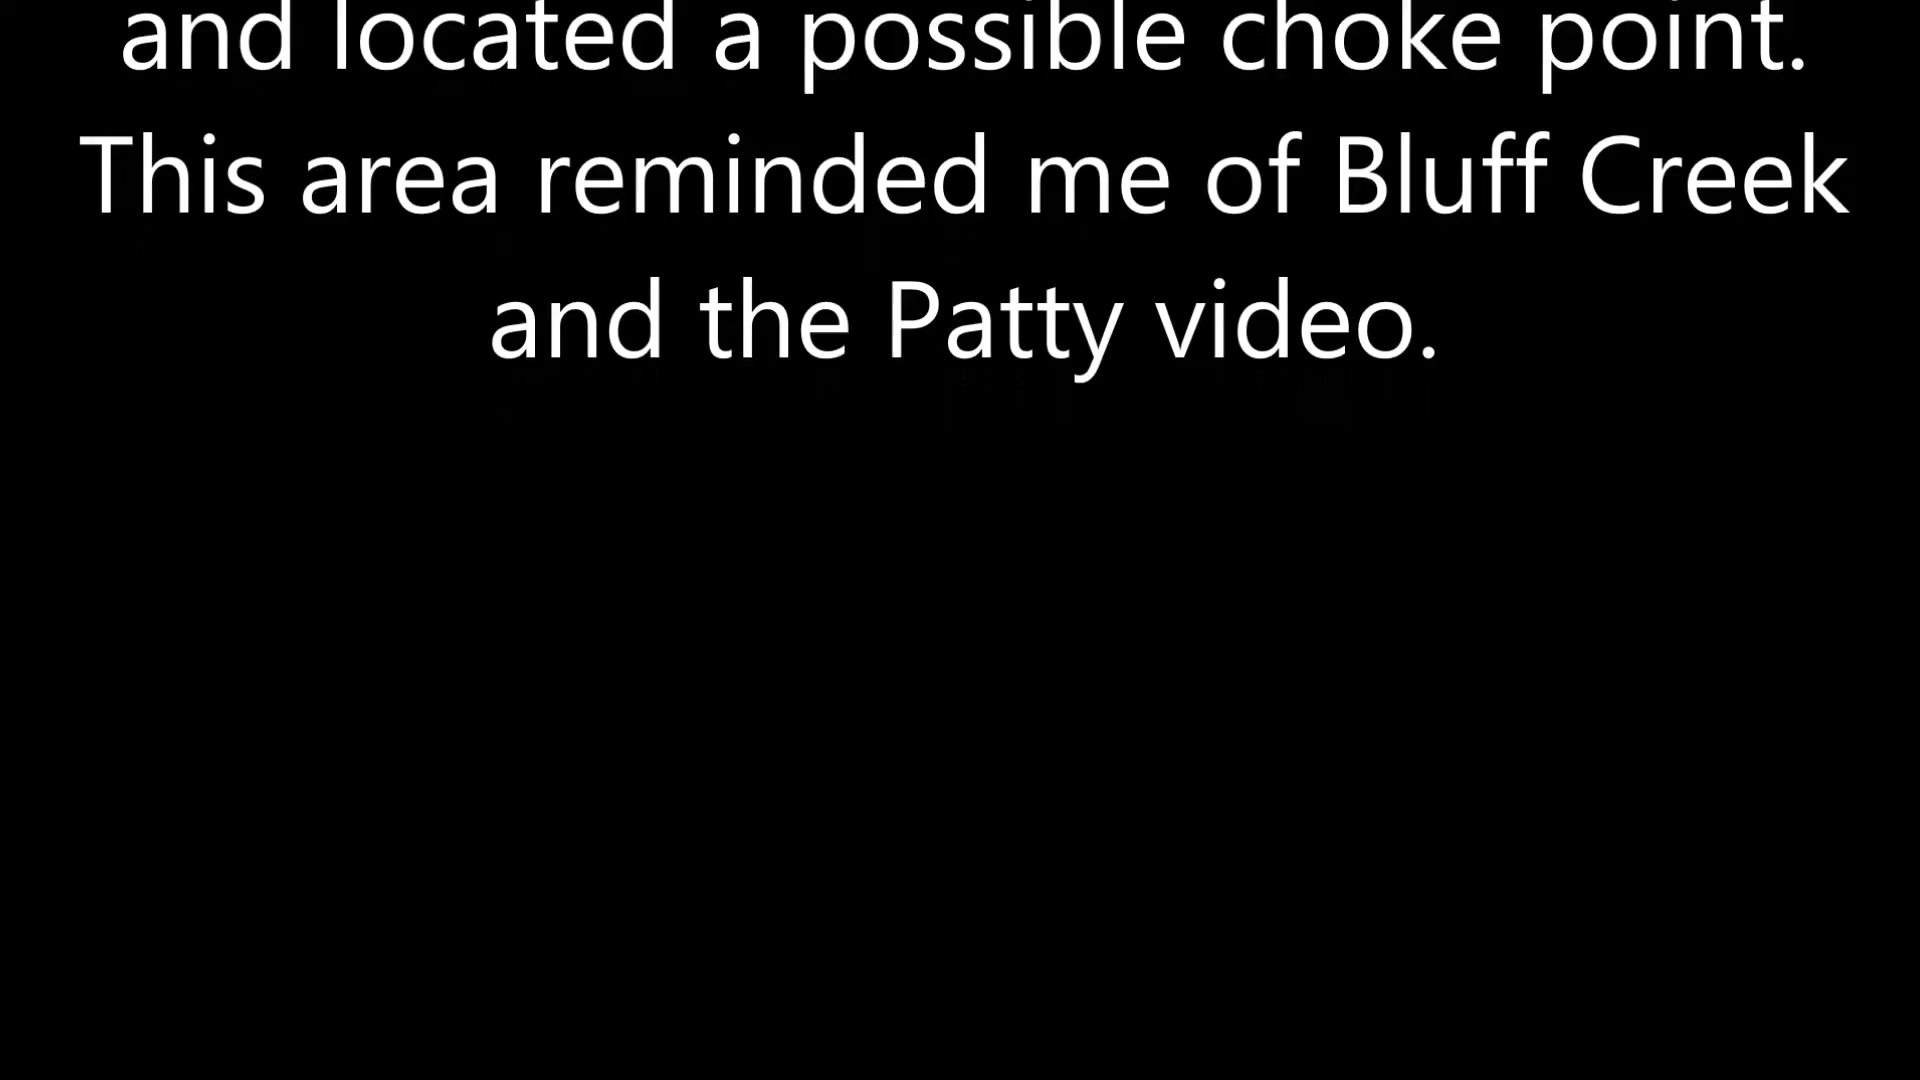 and located a possible choke point.
This area reminded me of Bluff Creek
and the Patty video.